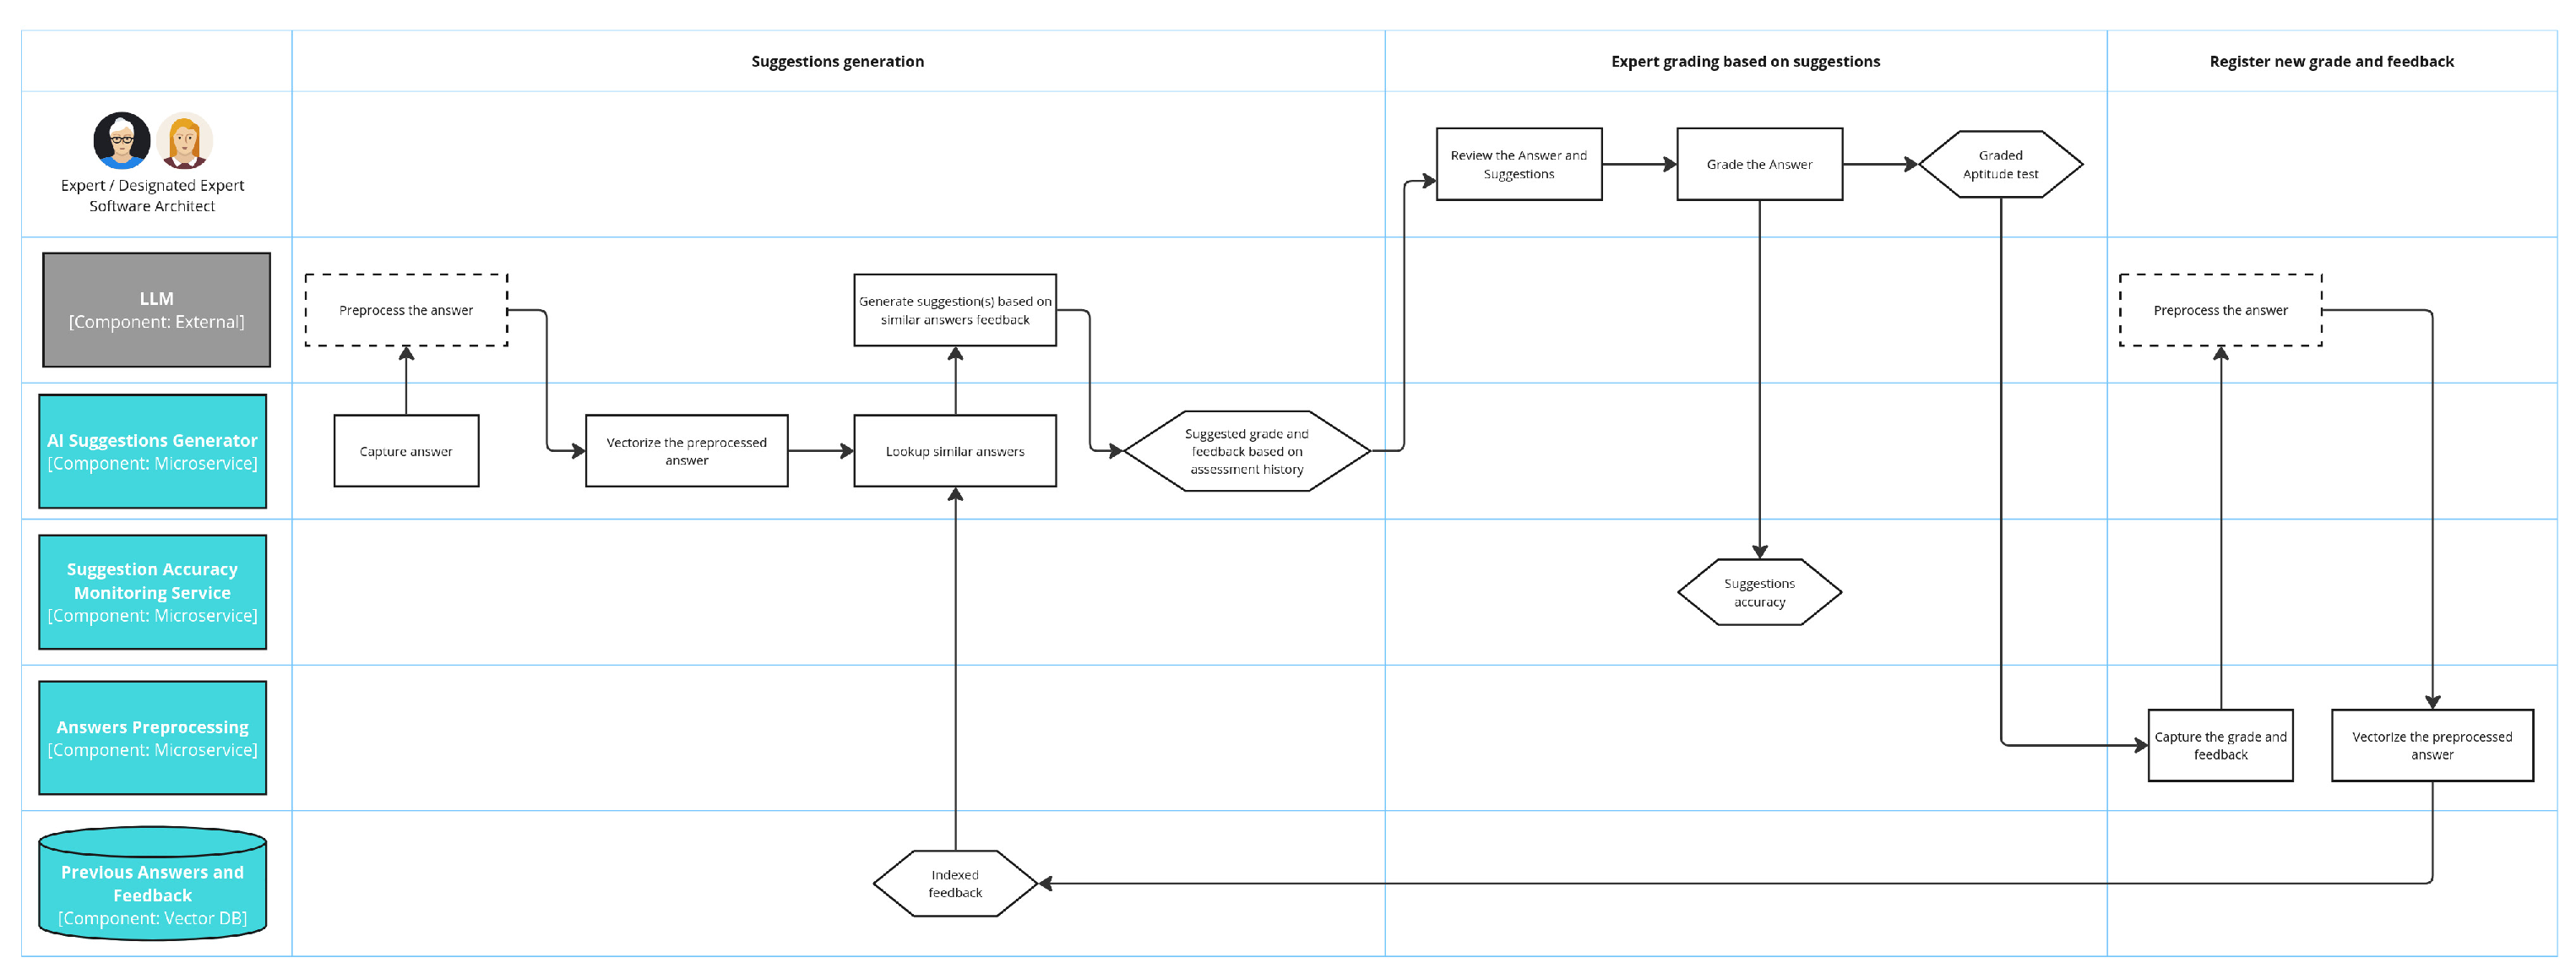 Suggestions generation
Expert grading based on suggestions
Register new grade and feedback
Expert / Designated Expert
Software Architect
Review the Answer and
Suggestions
Grade the Answer
Graded
Aptitude test
LLM
[Component: External]
Preprocess the answer
Generate suggestion(s) based on
similar answers feedback
Preprocess the answer
AI Suggestions Generator
[Component: Microservice]
Capture answer
Vectorize the preprocessed
answer
Lookup similar answers
Suggested grade and
feedback based on
assessment history
Suggestion Accuracy
Monitoring Service
[Component: Microservice]
Suggestions
accuracy
Answers Preprocessing
[Component: Microservice]
Capture the grade and
feedback
Vectorize the preprocessed
answer
Previous Answers and
Feedback
[Component: Vector DB]
Indexed
feedback